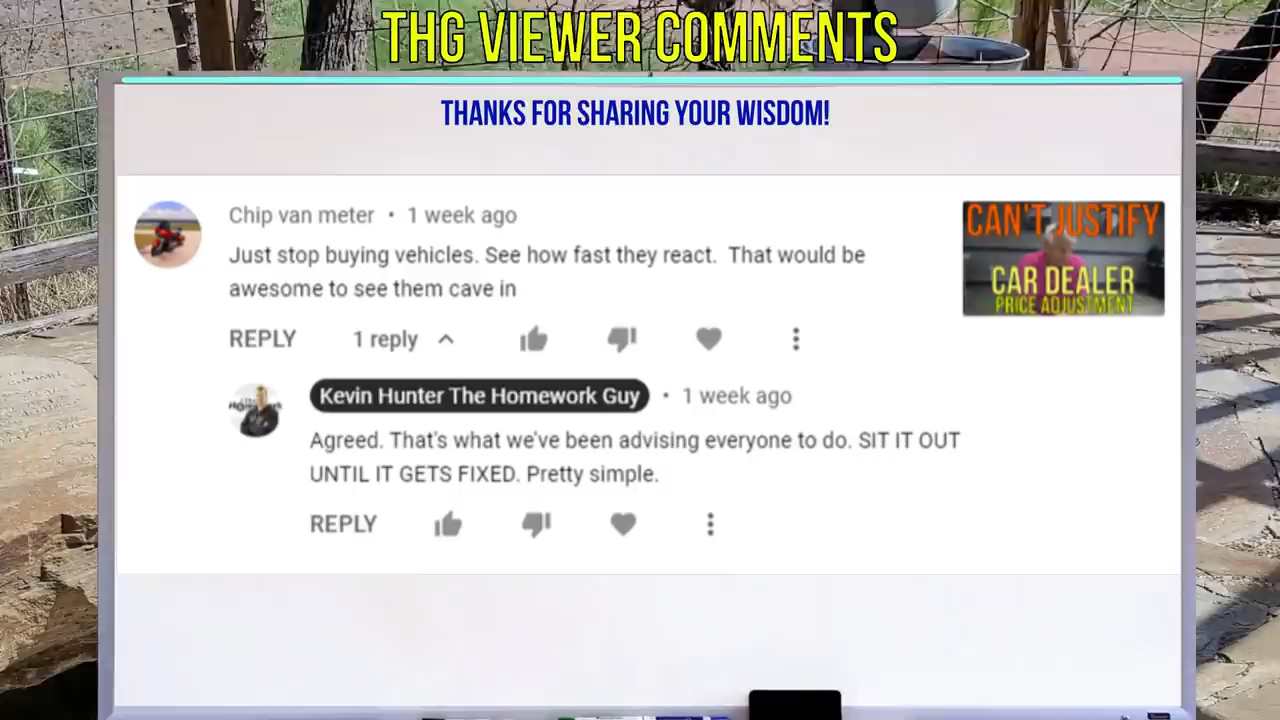 THG VIEWER COMMENTS
THANKS FOR SHARING YOUR WISDOM!
Chip van meter • 1 week ago
Just stop buying vehicles. See how fast they react. That would be
awesome to see them cave in
CAN'T JUSTIFY
CAR DEALER
PRICE ADJUSTMENT
REPLY 1 reply
Kevin Hunter The Homework Guy • 1 week ago
Agreed. That's what we've been advising everyone to do. SIT IT OUT
UNTIL IT GETS FIXED. Pretty simple.
REPLY